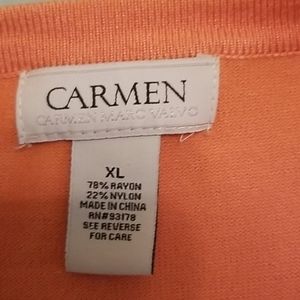 CARMEN
CARMEN MARC VALVO
XL
78% RAYON
22% NYLON
MADE IN CHINA
RN#93178
SEE REVERSE
FOR CARE